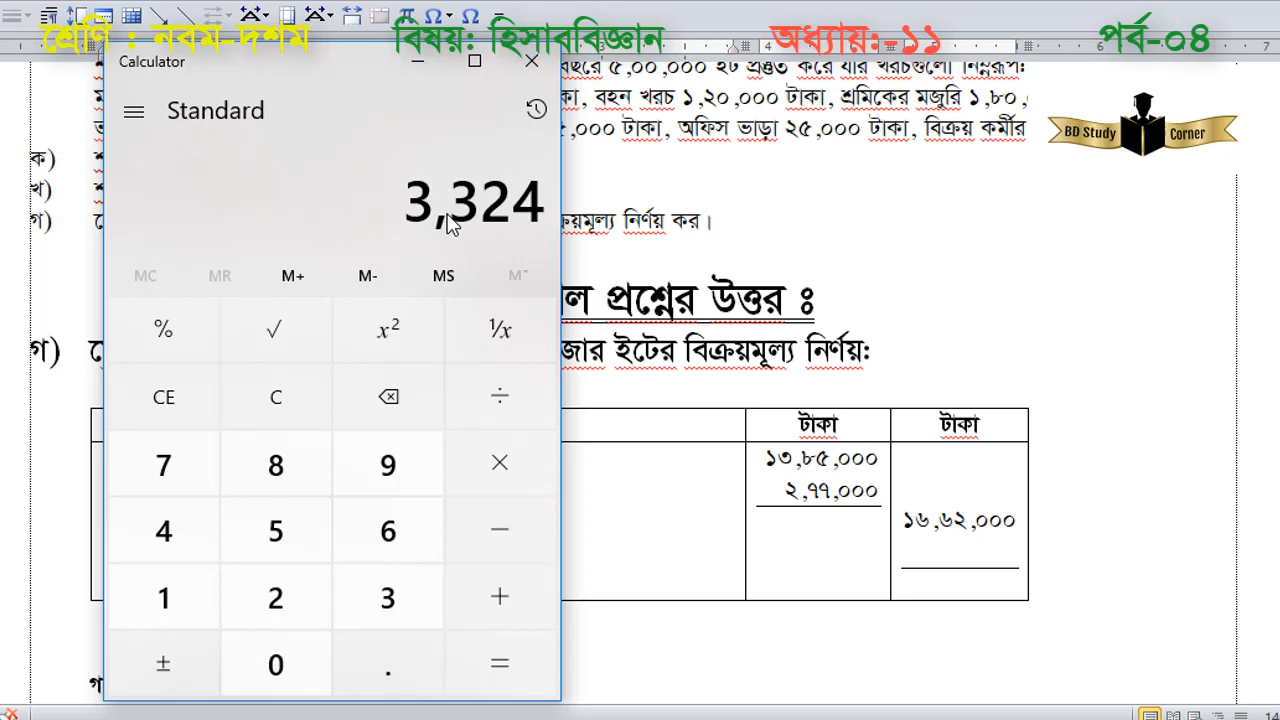 শ্রেণি : নবম-দশম বিষয়: হিসাববিজ্ঞান অধ্যায়:-১১ পর্ব-০৪
Calculator
বছরে ৫,০০,০০০ ইট প্রস্তুত করে যার খরচগুলো নিম্নরূপ:
Standard
বহন খরচ ১,২০,০০০ টাকা, শ্রমিকের মজুরি ১,৮০,
,০০০ টাকা, অফিস ভাড়া ২৫,০০০ টাকা, বিক্রয় কর্মীর
BD Study Corner
ক)
খ)
3,324
গ)
ক্রয়মূল্য নির্ণয় কর।
MC MR M+ M- MS M˅
প্রশ্নের উত্তর ঃ
% √ x² ¹/x
গ)
জার ইটের বিক্রয়মূল্য নির্ণয়:
CE C ⌫ ÷
টাকা টাকা
7 8 9 ×
১৩,৮৫,০০০
২,৭৭,০০০
১৬,৬২,০০০
4 5 6 −
1 2 3 +
± 0 . =
গ
14